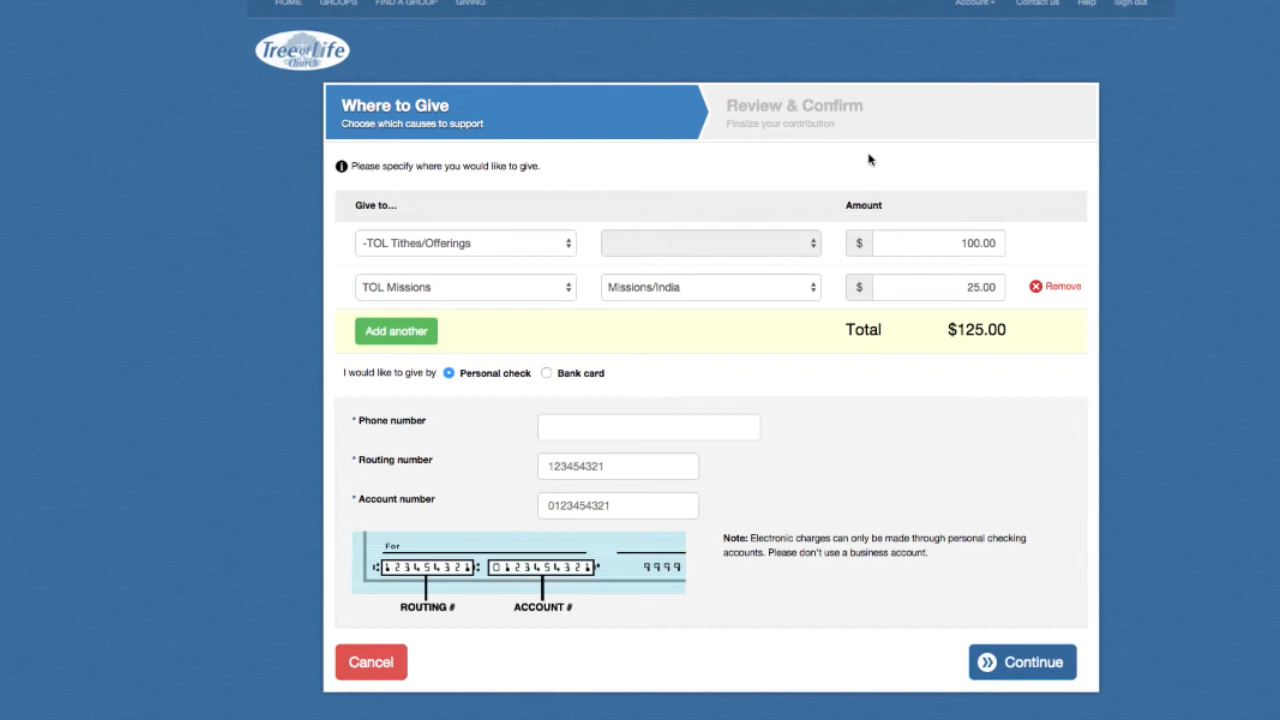 HOME GROUPS FIND A GROUP GIVING Account Contact us Help Sign out
Tree of Life
Church
Where to Give
Choose which causes to support
Review & Confirm
Finalize your contribution
Please specify where you would like to give.
Give to... Amount
-TOL Tithes/Offerings $ 100.00
TOL Missions Missions/India $ 25.00 Remove
Add another Total $125.00
I would like to give by Personal check Bank card
* Phone number
* Routing number 123454321
* Account number 0123454321
Note: Electronic charges can only be made through personal checking
accounts. Please don't use a business account.
For
⑆123454321⑆ 0123454321⑈ 9999
ROUTING # ACCOUNT #
Cancel Continue